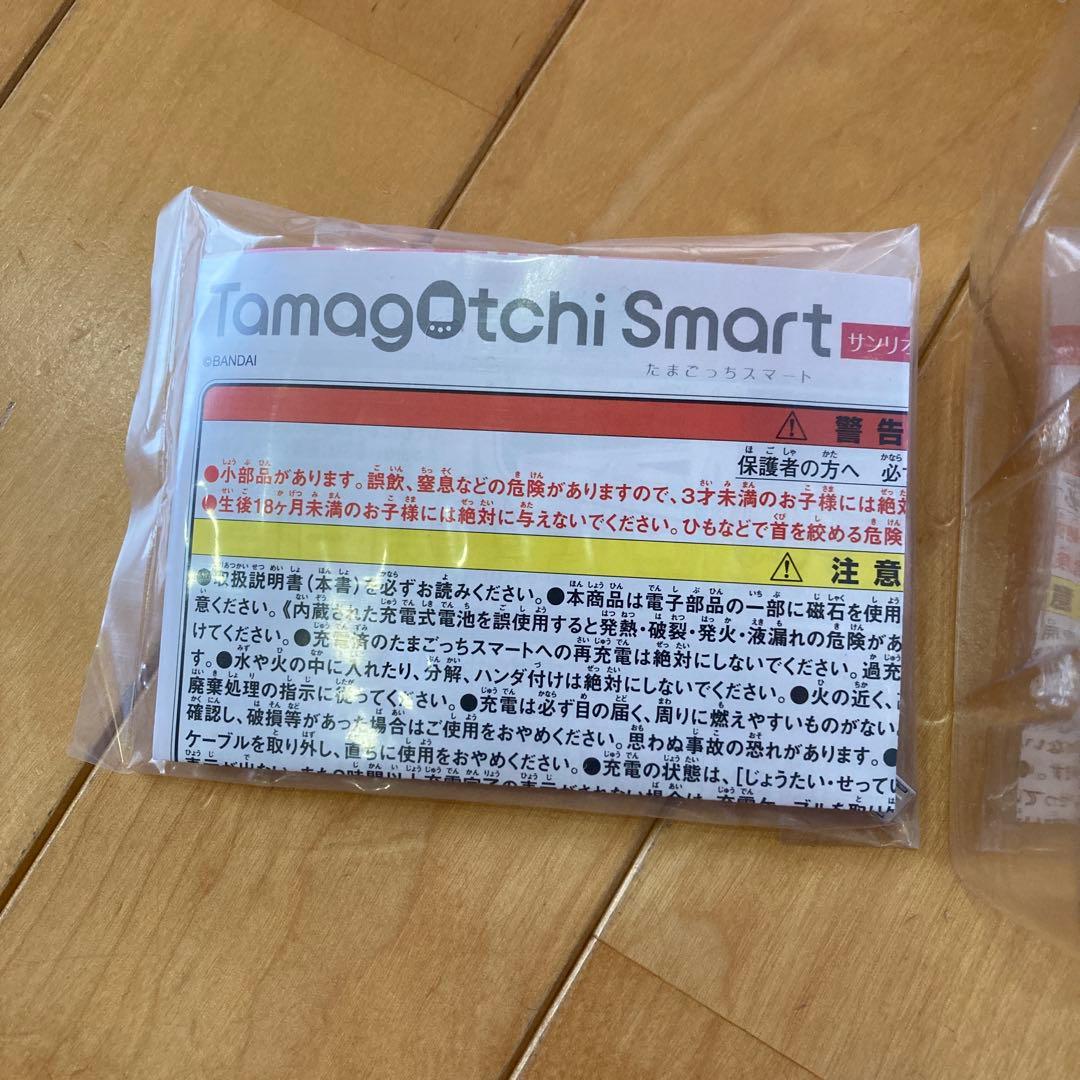 Tamagotchi Smart サンリオ
©BANDAI たまごっちスマート
⚠ 警告
保護者の方へ 必
●小部品があります。誤飲、窒息などの危険がありますので、3才未満のお子様には絶対
●生後18ヶ月未満のお子様には絶対に与えないでください。ひもなどで首を絞める危険
⚠ 注意
●取扱説明書(本書)を必ずお読みください。●本商品は電子部品の一部に磁石を使用し
意ください。《内蔵された充電式電池を誤使用すると発熱・破裂・発火・液漏れの危険があ
けてください。●充電済のたまごっちスマートへの再充電は絶対にしないでください。過充
す。●水や火の中に入れたり、分解、ハンダ付けは絶対にしないでください。●火の近く、
廃棄処理の指示に従ってください。●充電は必ず目の届く、周りに燃えやすいものがない
確認し、破損等があった場合はご使用をおやめください。思わぬ事故の恐れがあります。●
ケーブルを取り外し、直ちに使用をおやめください。●充電の状態は、[じょうたい・せってい